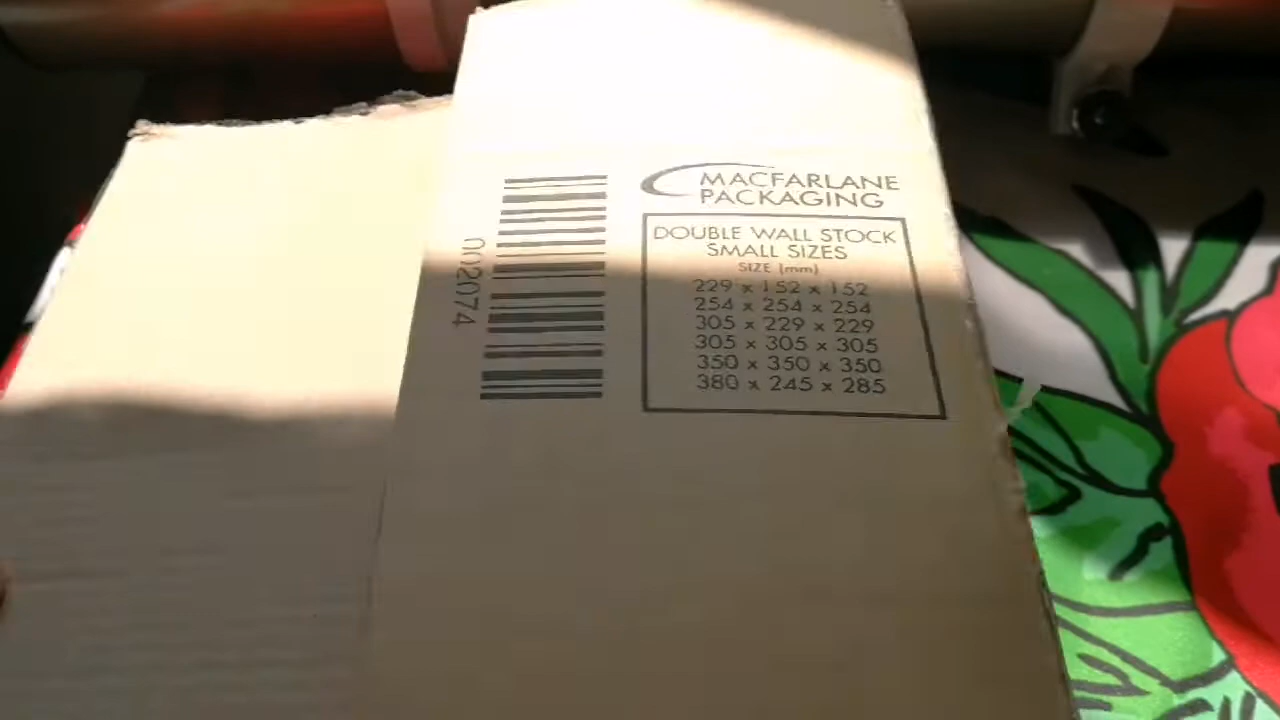 002074
MACFARLANE
PACKAGING
DOUBLE WALL STOCK
SMALL SIZES
SIZE (mm)
229 x 152 x 152
254 x 254 x 254
305 x 229 x 229
305 x 305 x 305
350 x 350 x 350
380 x 245 x 285